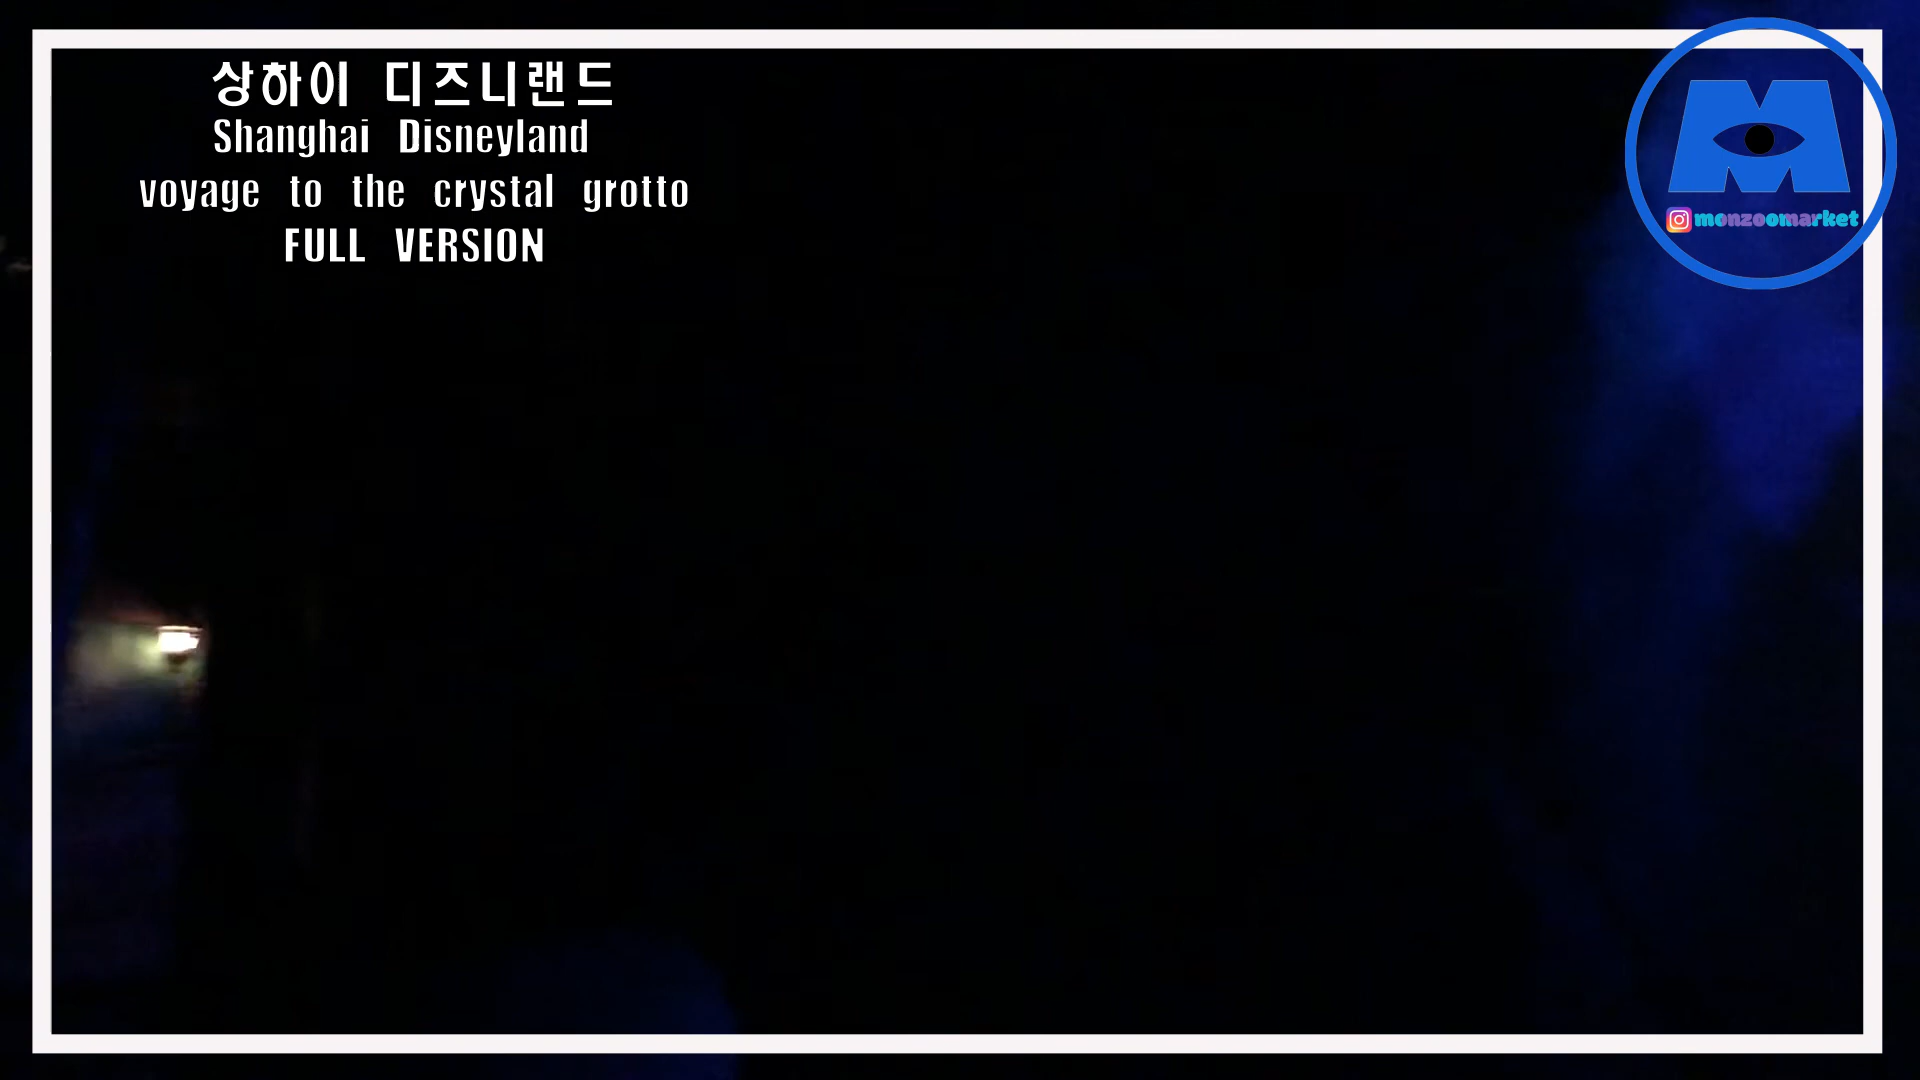 상하이 디즈니랜드
Shanghai Disneyland
voyage to the crystal grotto
FULL VERSION
monzoomarket